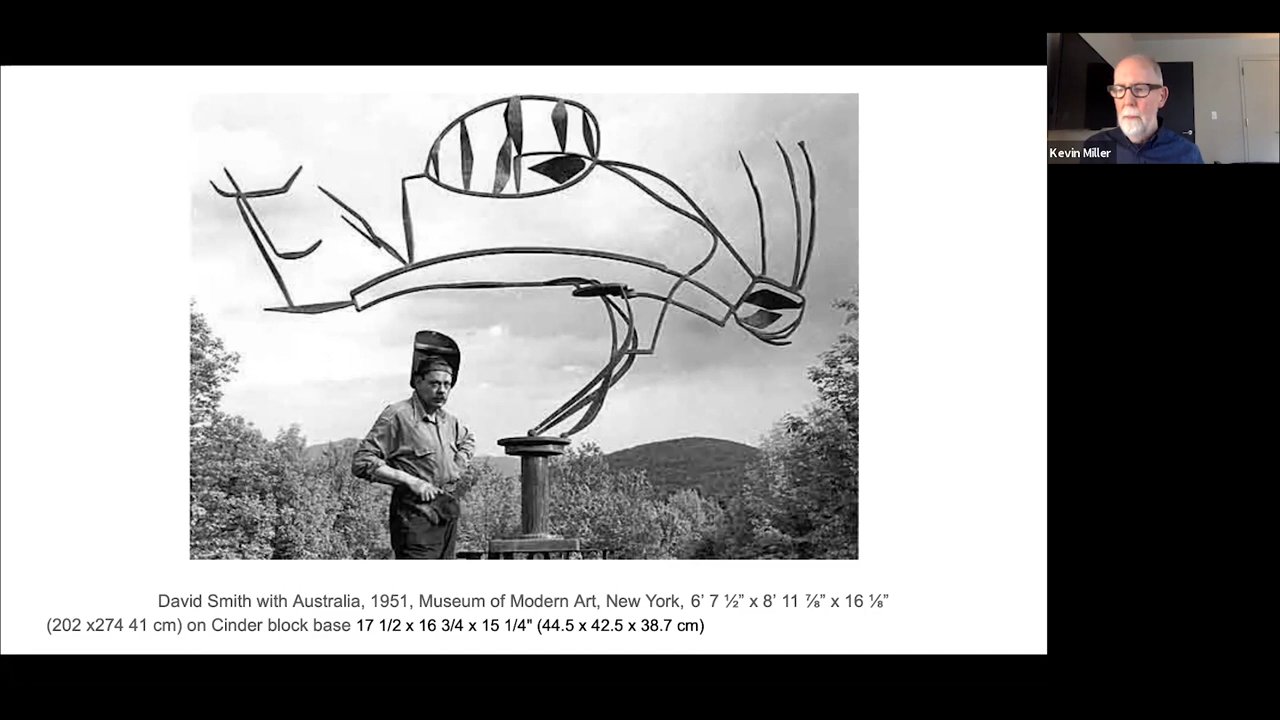 Kevin Miller
David Smith with Australia, 1951, Museum of Modern Art, New York, 6’ 7 ½” x 8’ 11 ⅞” x 16 ⅛”
(202 x274 41 cm) on Cinder block base 17 1/2 x 16 3/4 x 15 1/4" (44.5 x 42.5 x 38.7 cm)